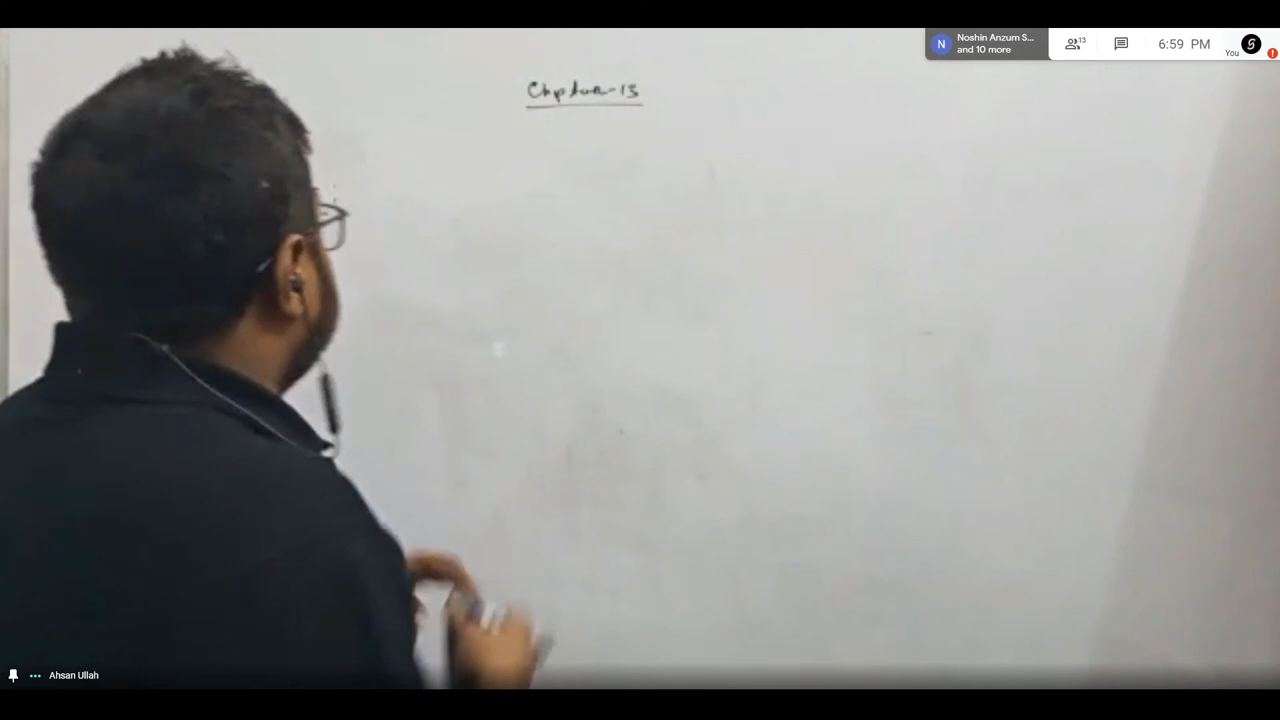 Chapter-13
N Noshin Anzum S...
and 10 more
13
6:59 PM
You
Ahsan Ullah